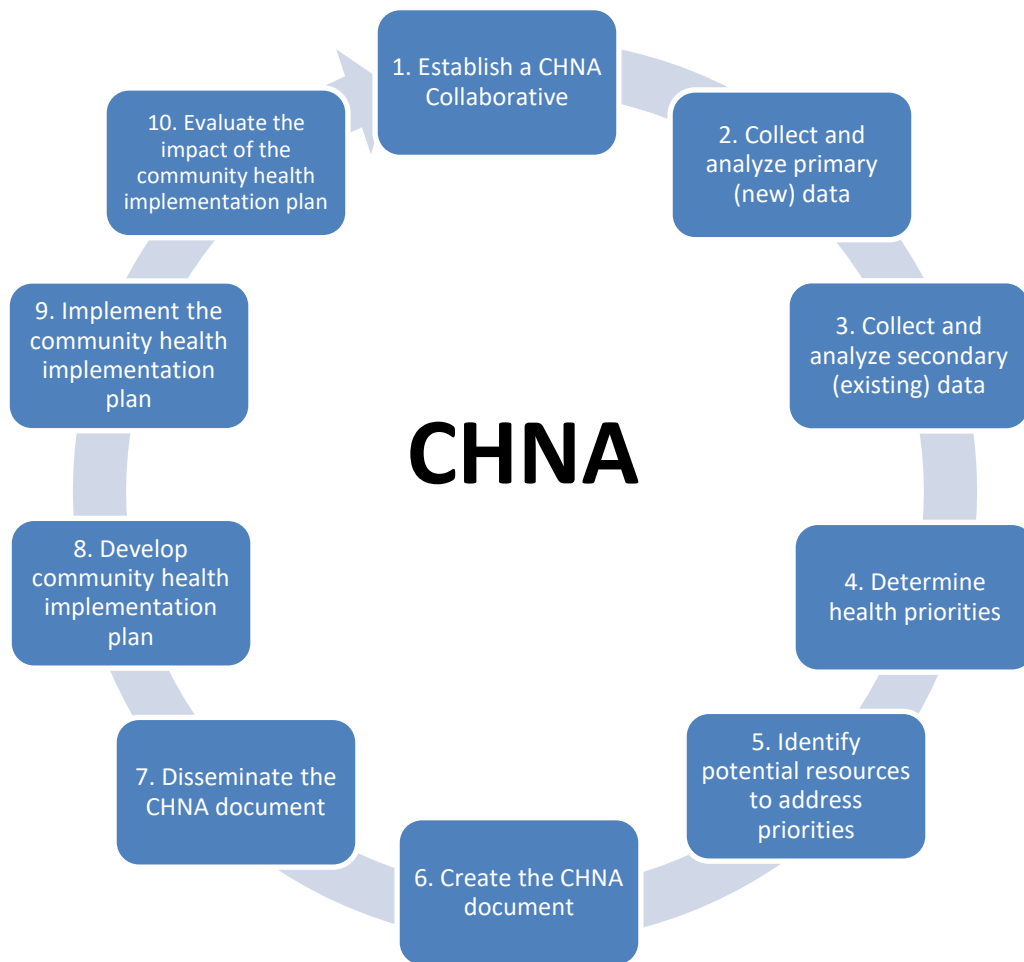 1. Establish a CHNA
Collaborative
2. Collect and
analyze primary
(new) data
3. Collect and
analyze secondary
(existing) data
4. Determine
health priorities
5. Identify
potential resources
to address
priorities
6. Create the CHNA
document
7. Disseminate the
CHNA document
8. Develop
community health
implementation
plan
9. Implement the
community health
implementation
plan
10. Evaluate the
impact of the
community health
implementation plan
CHNA